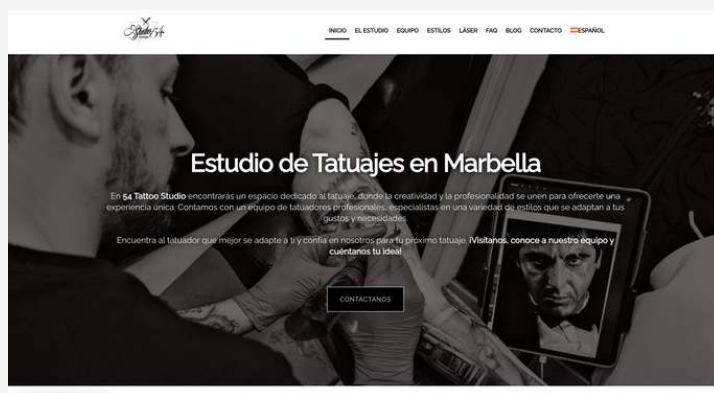 Studio 54
INICIO EL ESTUDIO EQUIPO ESTILOS LÁSER FAQ BLOG CONTACTO ESPAÑOL
Estudio de Tatuajes en Marbella
En 54 Tattoo Studio encontrarás un espacio dedicado al tatuaje, donde la creatividad y la profesionalidad se unen para ofrecerte una
experiencia única. Contamos con un equipo de tatuadores profesionales, especialistas en una variedad de estilos que se adaptan a tus
gustos y necesidades.
Encuentra al tatuador que mejor se adapte a ti y confía en nosotros para tu próximo tatuaje. ¡Visítanos, conoce a nuestro equipo y
cuéntanos tu idea!
CONTÁCTANOS